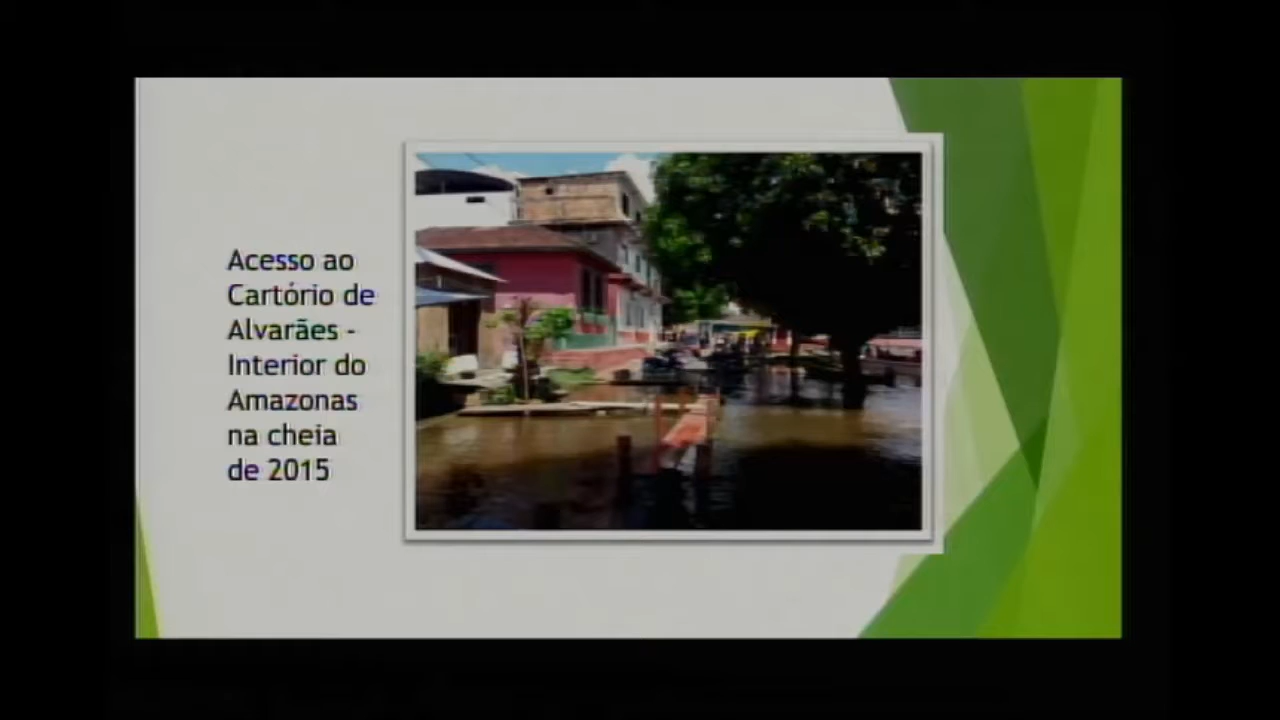 Acesso ao
Cartório de
Alvarães -
Interior do
Amazonas
na cheia
de 2015